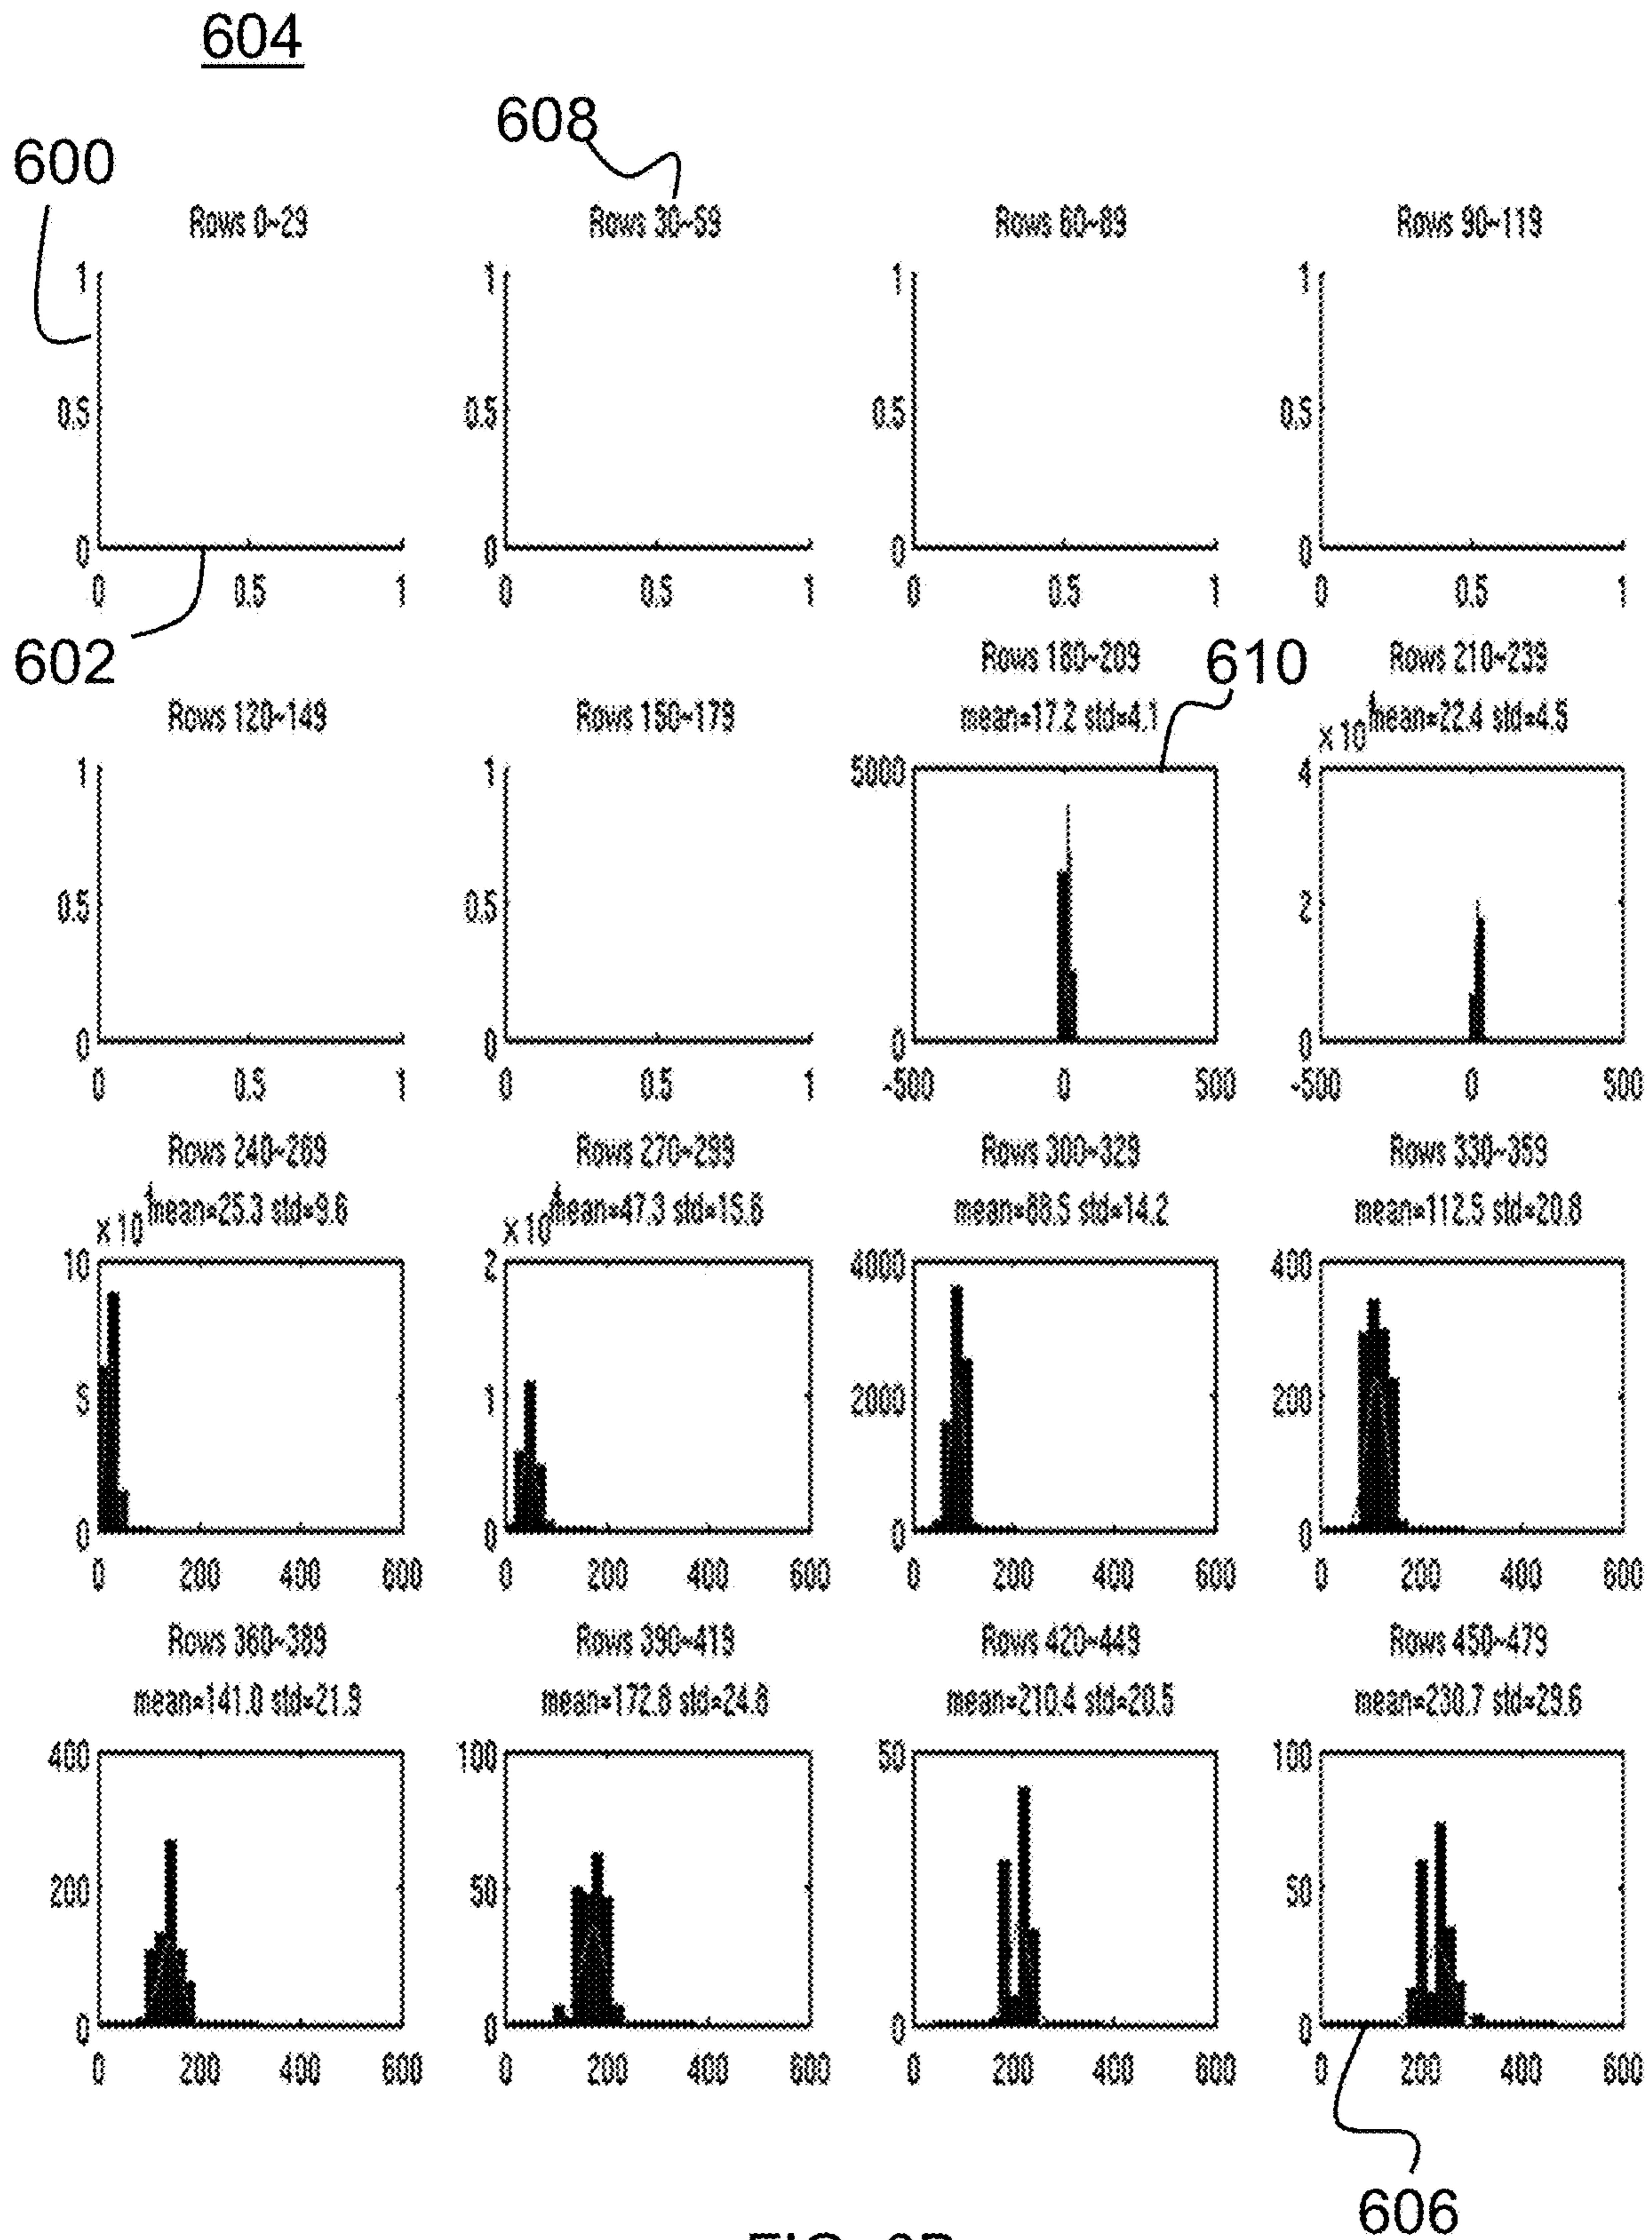 604
608
600
Rows 0~29
Rows 30~59
Rows 60~89
Rows 90~119
1 1 1 1
0.5 0.5 0.5 0.5
0 0 0 0
0 0.5 1
0 0.5 1
0 0.5 1
0 0.5 1
602
610
Rows 120~149
Rows 150~179
Rows 180~209
mean=17.2 std=4.1
Rows 210~239
mean=22.4 std=4.5
x 10
1 1 5000 4
0.5 0.5 2
0 0 0 0
0 0.5 1
0 0.5 1
-500 0 500
-500 0 500
Rows 240~269
mean=25.3 std=9.6
x 10
Rows 270~299
mean=47.3 std=15.6
x 10
Rows 300~329
std=14.2
Rows 330~359
mean=112.5 std=20.8
10 2 4000 400
5 1 2000 200
0 0 0 0
0 200 400 600
0 200 400 600
0 200 400 600
0 200 400 600
Rows 360~389
mean=141.0 std=21.9
Rows 390~419
mean=172.8 std=24.8
Rows 420~449
mean=210.4 std=20.5
Rows 450~479
mean=230.7 std=29.6
400 100 50 100
200 50 50
0 0 0 0
0 200 400 600
0 200 400 600
0 200 400 600
0 200 400 600
606
FIG.